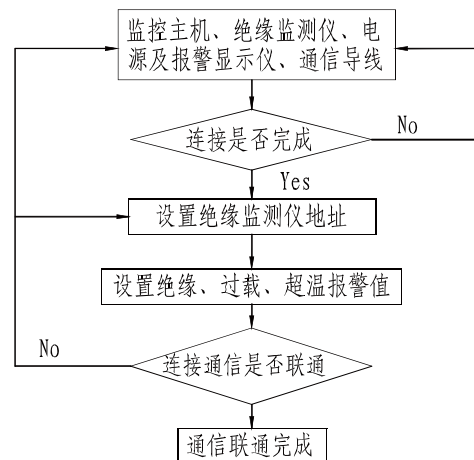 监控主机、绝缘监测仪、电
源及报警显示仪、通信导线
连接是否完成
No
Yes
设置绝缘监测仪地址
设置绝缘、过载、超温报警值
No
连接通信是否联通
通信联通完成